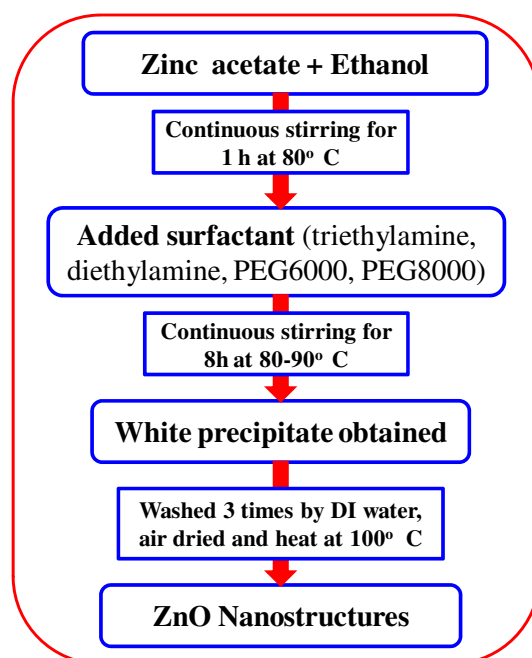 Zinc acetate + Ethanol
Continuous stirring for
1 h at 80° C
Added surfactant (triethylamine,
diethylamine, PEG6000, PEG8000)
Continuous stirring for
8h at 80-90° C
White precipitate obtained
Washed 3 times by DI water,
air dried and heat at 100° C
ZnO Nanostructures